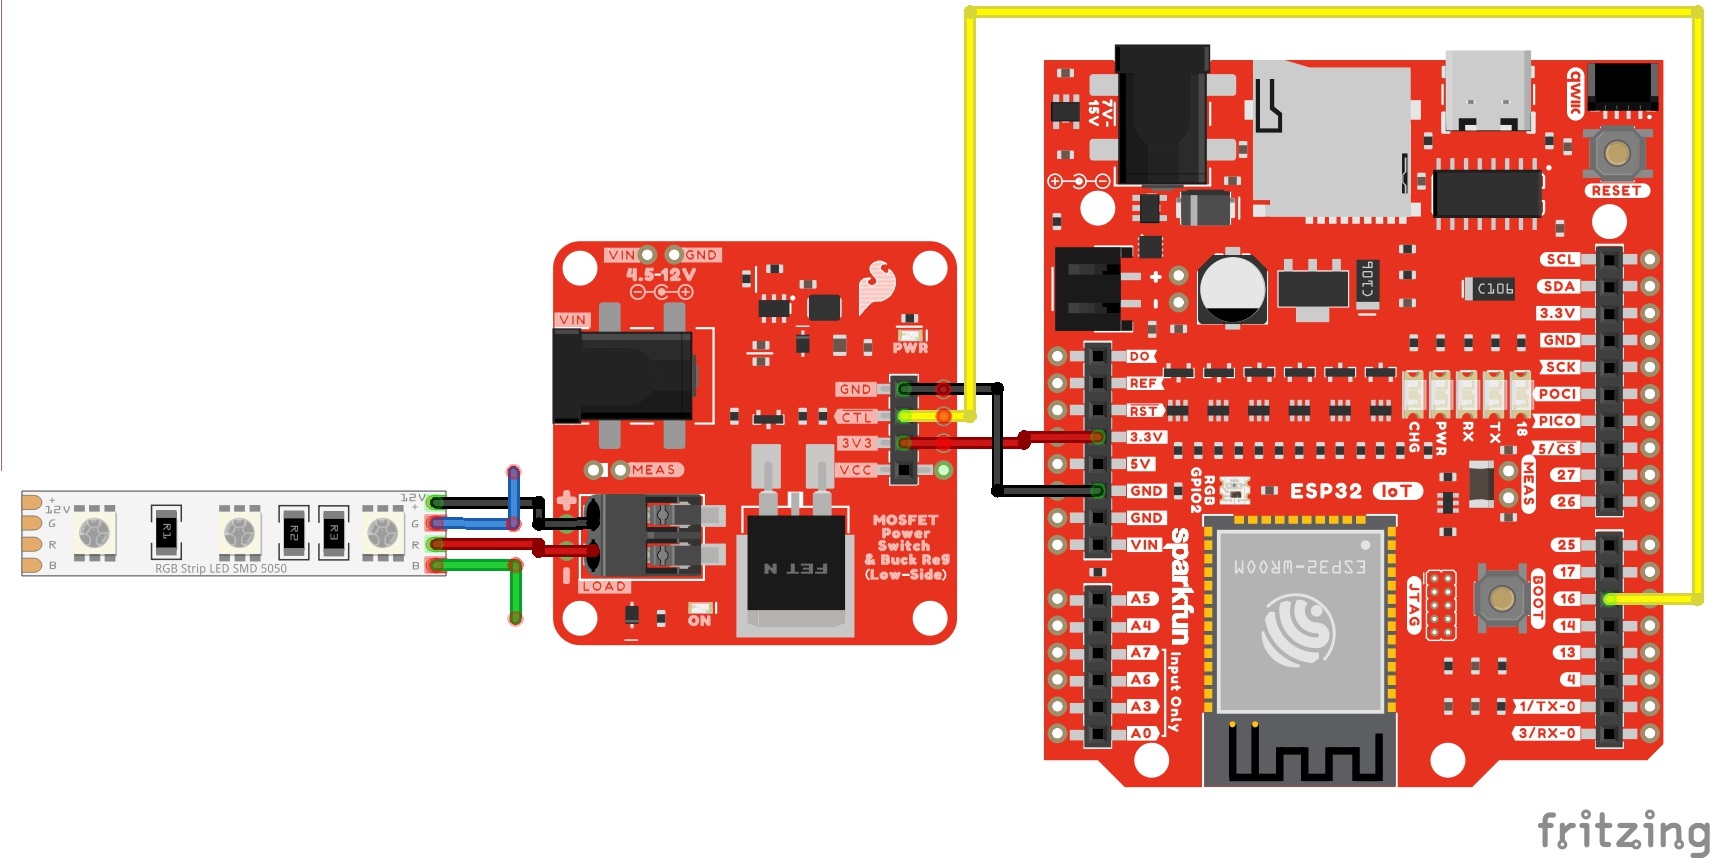 +
12V
G
R
B
R1
R2
R3
RGB Strip LED SMD 5050
12V
+
G
R
B
VIN
GND
4.5-12V
VIN
PWR
GND
CTL
3V3
VCC
MEAS
+
-
LOAD
ON
FET N
MOSFET
Power
Switch
& Buck Reg
(Low-Side)
7V-
15V
qwiic
RESET
+
-
C106
C106
DO
REF
RST
3.3V
5V
GND
GND
VIN
A5
A4
A7
A6
A3
A0
Input Only
SCL
SDA
3.3V
GND
SCK
POCI
PICO
5/CS
27
26
25
17
16
14
13
4
1/TX-0
3/RX-0
CHG
PWR
RX
TX
18
MEAS
RGB
GPIO2
ESP32 IoT
sparkfun
ESP32-WROOM
JTAG
BOOT
fritzing